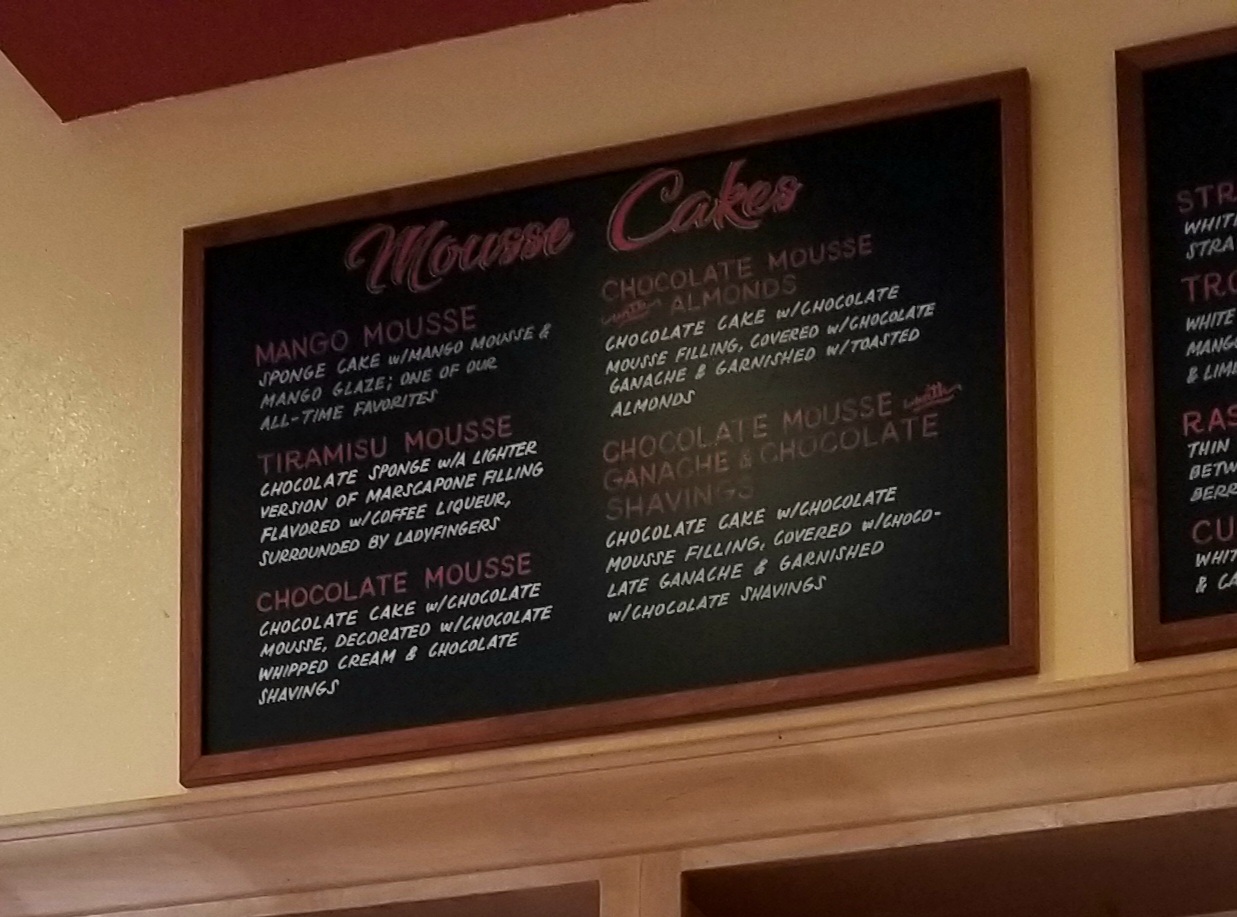 Mousse Cakes
MANGO MOUSSE
SPONGE CAKE W/MANGO MOUSSE &
MANGO GLAZE; ONE OF OUR
ALL-TIME FAVORITES
TIRAMISU MOUSSE
CHOCOLATE SPONGE W/A LIGHTER
VERSION OF MARSCAPONE FILLING
FLAVORED W/COFFEE LIQUEUR,
SURROUNDED BY LADYFINGERS
CHOCOLATE MOUSSE
CHOCOLATE CAKE W/CHOCOLATE
MOUSSE, DECORATED W/CHOCOLATE
WHIPPED CREAM & CHOCOLATE
SHAVINGS
CHOCOLATE MOUSSE
with ALMONDS
CHOCOLATE CAKE W/CHOCOLATE
MOUSSE FILLING, COVERED W/CHOCOLATE
GANACHE & GARNISHED W/TOASTED
ALMONDS
CHOCOLATE MOUSSE with
GANACHE & CHOCOLATE
SHAVINGS
CHOCOLATE CAKE W/CHOCOLATE
MOUSSE FILLING, COVERED W/CHOCO-
LATE GANACHE & GARNISHED
W/CHOCOLATE SHAVINGS
THIN
&